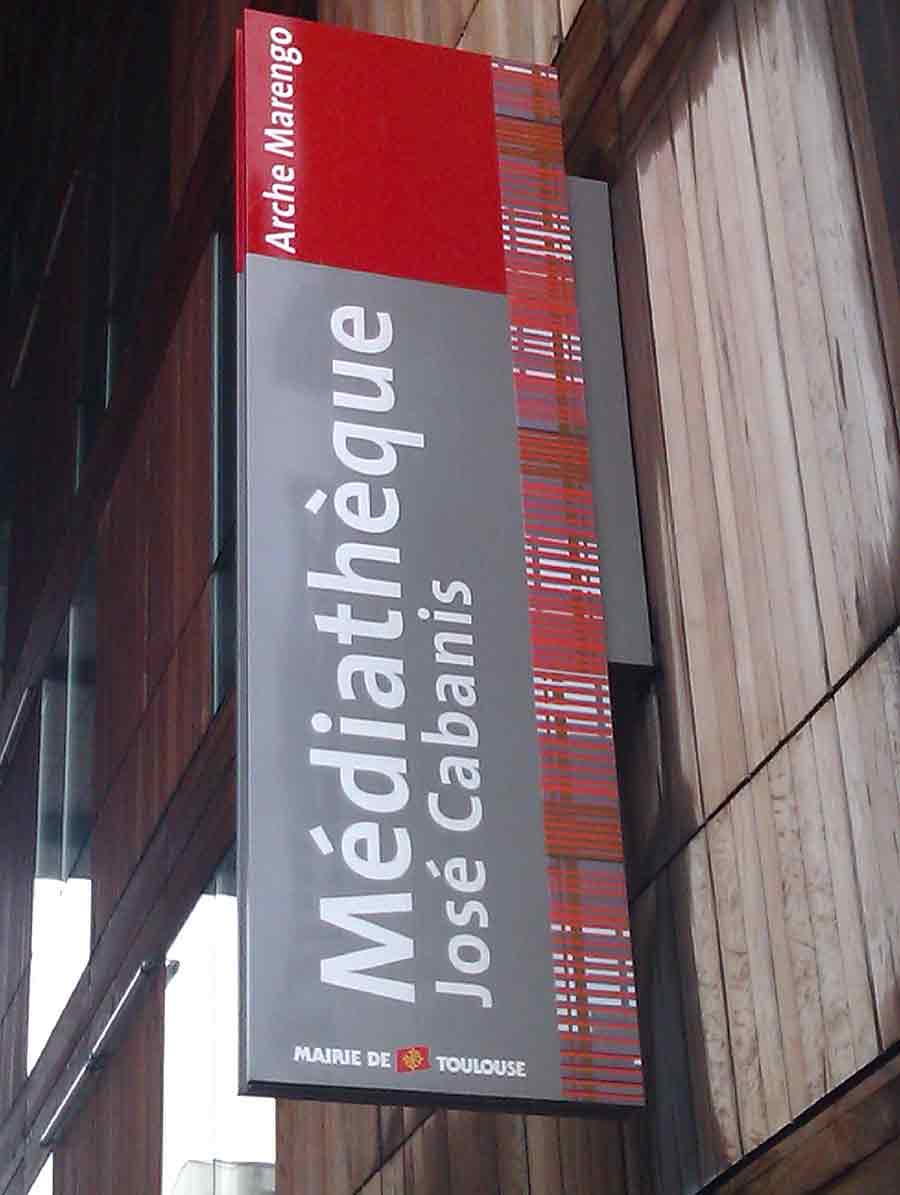 Arche Marengo
Médiathèque
José Cabanis
MAIRIE DE TOULOUSE